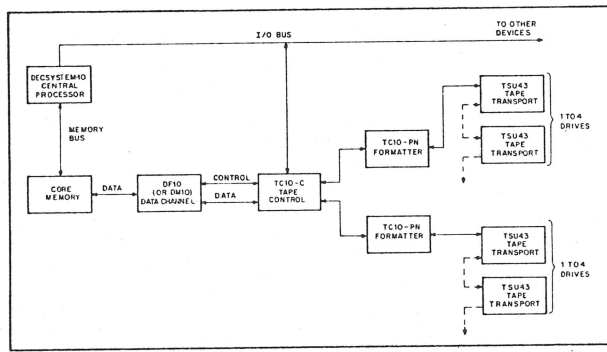 TO OTHER
DEVICES
I/O BUS
DECSYSTEM-10
CENTRAL
PROCESSOR
TSU43
TAPE
TRANSPORT
1 TO 4
DRIVES
MEMORY
BUS
TC10-PN
FORMATTER
TSU43
TAPE
TRANSPORT
CORE
MEMORY
DATA
DF10
(OR DM10)
DATA CHANNEL
CONTROL
DATA
TC10-C
TAPE
CONTROL
TC10-PN
FORMATTER
TSU43
TAPE
TRANSPORT
1 TO 4
DRIVES
TSU43
TAPE
TRANSPORT